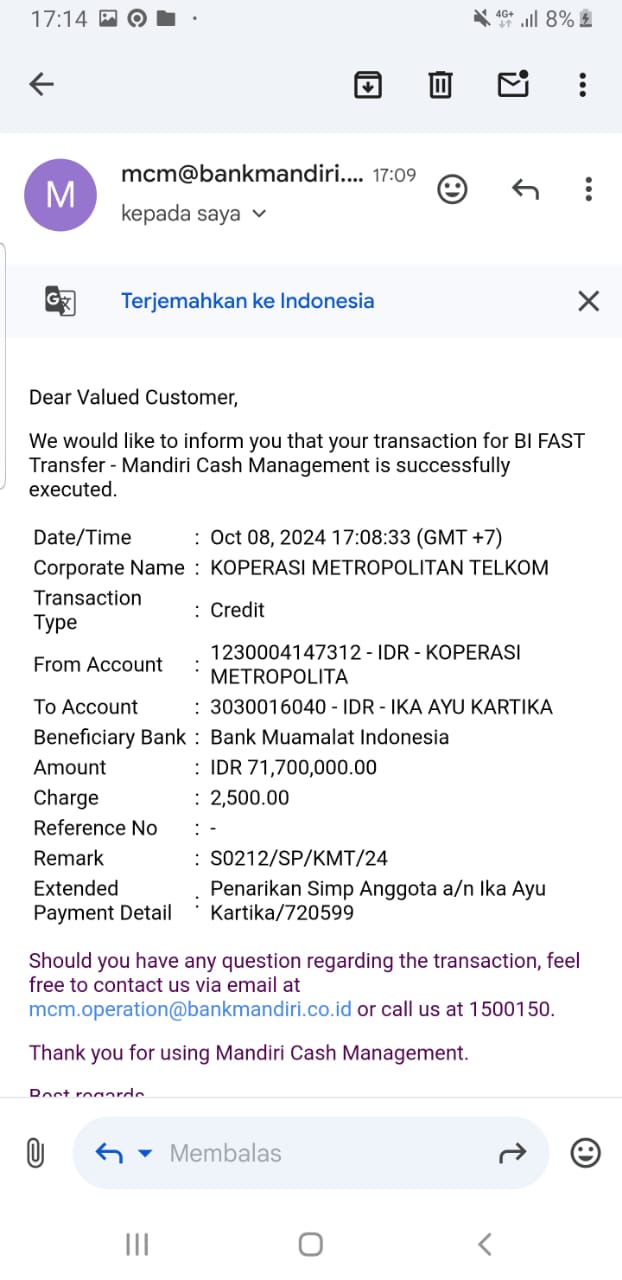 17:14
4G+ 8%
mcm@bankmandiri.... 17:09
M
kepada saya
Terjemahkan ke Indonesia
Dear Valued Customer,
We would like to inform you that your transaction for BI FAST
Transfer - Mandiri Cash Management is successfully
executed.
Date/Time : Oct 08, 2024 17:08:33 (GMT +7)
Corporate Name : KOPERASI METROPOLITAN TELKOM
Transaction
Type : Credit
From Account : 1230004147312 - IDR - KOPERASI
METROPOLITA
To Account : 3030016040 - IDR - IKA AYU KARTIKA
Beneficiary Bank : Bank Muamalat Indonesia
Amount : IDR 71,700,000.00
Charge : 2,500.00
Reference No : -
Remark : S0212/SP/KMT/24
Extended
Payment Detail : Penarikan Simp Anggota a/n Ika Ayu
Kartika/720599
Should you have any question regarding the transaction, feel
free to contact us via email at
mcm.operation@bankmandiri.co.id or call us at 1500150.
Thank you for using Mandiri Cash Management.
Best regards
Membalas